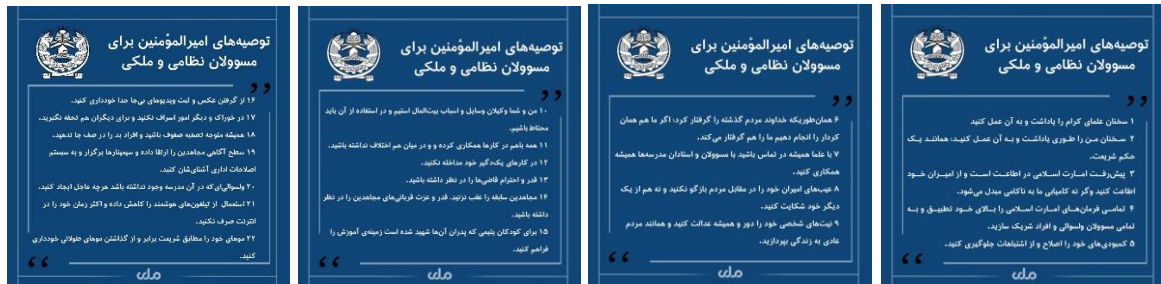 توصیه‌های امیرالمؤمنین برای
مسوولان نظامی و ملکی
۱ سخنان علمای کرام را یاداشت و به آن عمل کنید
۲ سخنان من را طوری یاداشت و به آن عمل کنید: همانند یک
حکم شریعت.
۳ پیش‌رفت امارت اسلامی در اطاعت است و از امیران خود
اطاعت کنید وگر نه کامیابی ما به ناکامی مبدل می‌شود.
۴ تمامی فرمان‌های امارت اسلامی را بالای خود تطبیق و به
تمامی مسوولان ولسوالی و افراد شریک سازید.
۵ کمبودی‌های خود را اصلاح و از اشتباهات جلوگیری کنید.
ملت
توصیه‌های امیرالمؤمنین برای
مسوولان نظامی و ملکی
۶ همان‌طوریکه خداوند مردم گذشته را گرفتار کرد؛ اگر ما هم همان
کردار را انجام دهیم ما را هم گرفتار می‌کند.
۷ با علما همیشه در تماس باشید با مسوولان و استادان مدرسه‌ها همیشه
همکاری کنید.
۸ عیب‌های امیران خود را در مقابل مردم بازگو نکنید و نه هم از یک
دیگر خود شکایت کنید.
۹ نیت‌های شخصی خود را دور و همیشه عدالت کنید و همانند مردم
عادی به زندگی بپردازید.
ملت
توصیه‌های امیرالمؤمنین برای
مسوولان نظامی و ملکی
۱۰ من و شما وکیلان وسایل و اسباب بیت‌المال استیم و در استفاده از آن باید
محتاط باشیم.
۱۱ همه باهم در کارها همکاری کرده و و در میان هم اختلاف نداشته باشید.
۱۲ در کارهای یک‌دگیر خود مداخله نکنید.
۱۳ قدر و احترام قاضی‌ها را در نظر داشته باشید.
۱۴ مجاهدین سابقه را عقب نزنید. قدر و عزت قربانی‌های مجاهدین را در نظر
داشته باشید.
۱۵ برای کودکان یتیمی که پدران آن‌ها شهید شده است زمینه‌ی آموزش را
فراهم کنید.
ملت
توصیه‌های امیرالمؤمنین برای
مسوولان نظامی و ملکی
۱۶ از گرفتن عکس و ثبت ویدیوهای بی‌جا جدا خودداری کنید.
۱۷ در خوراک و دیگر امور اسراف نکنید و برای دیگران هم تحفه نگیرید.
۱۸ همیشه متوجه تصفیه صفوف باشید و افراد بد را در صف جا ندهید.
۱۹ سطح آگاهی مجاهدین را ارتقا داده و سیمینارها برگزار و به سیستم
اصلاحات اداری آشنای‌شان کنید.
۲۰ ولسوالی‌ای که در آن مدرسه وجود نداشته باشد هرچه عاجل ایجاد کنید.
۲۱ استعمال از تیلفون‌های هوشمند را کاهش داده و اکثر زمان خود را در
انترنت صرف نکنید.
۲۲ موهای خود را مطابق شریعت برابر و از گذاشتن موهای طولانی خودداری
کنید.
ملت